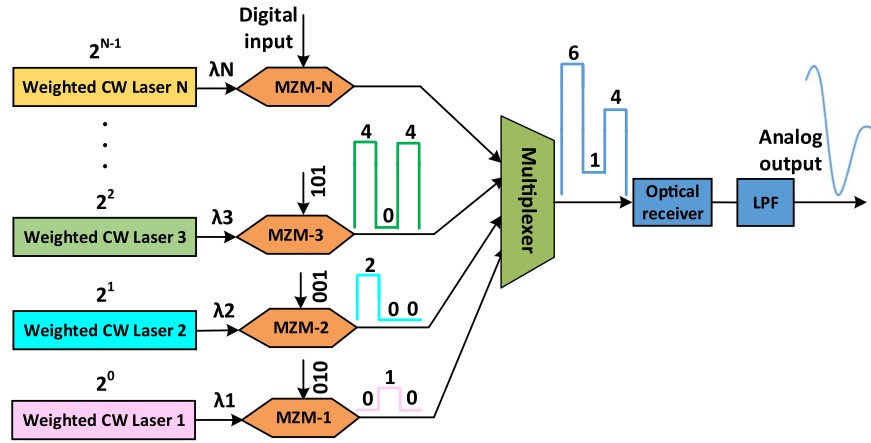 Digital
input
2^N-1
Weighted CW Laser N
λN
MZM-N
2^2
Weighted CW Laser 3
λ3
101
MZM-3
4 0 4
2^1
Weighted CW Laser 2
λ2
001
MZM-2
2 0 0
2^0
Weighted CW Laser 1
λ1
010
MZM-1
0 1 0
Multiplexer
6 1 4
Optical
receiver
LPF
Analog
output